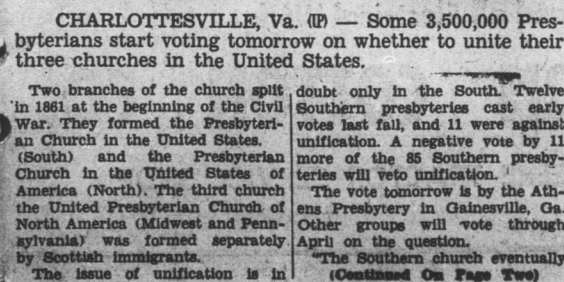 CHARLOTTESVILLE, Va. (UP) — Some 3,500,000 Pres-
byterians start voting tomorrow on whether to unite their
three churches in the United States.
Two branches of the church split
in 1861 at the beginning of the Civil
War. They formed the Presbyteri-
an Church in the United States,
(South) and the Presbyterian
Church in the United States of
America (North). The third church
the United Presbyterian Church of
North America (Midwest and Penn-
sylvania) was formed separately
by Scottish immigrants.
The issue of unification is in
doubt only in the South. Twelve
Southern presbyteries cast early
votes last fall, and 11 were against
unification. A negative vote by 11
more of the 85 Southern presby-
teries will veto unification.
The vote tomorrow is by the Ath-
ens Presbytery in Gainesville, Ga.
Other groups will vote through
April on the question.
"The Southern church eventually
(Continued On Page Two)